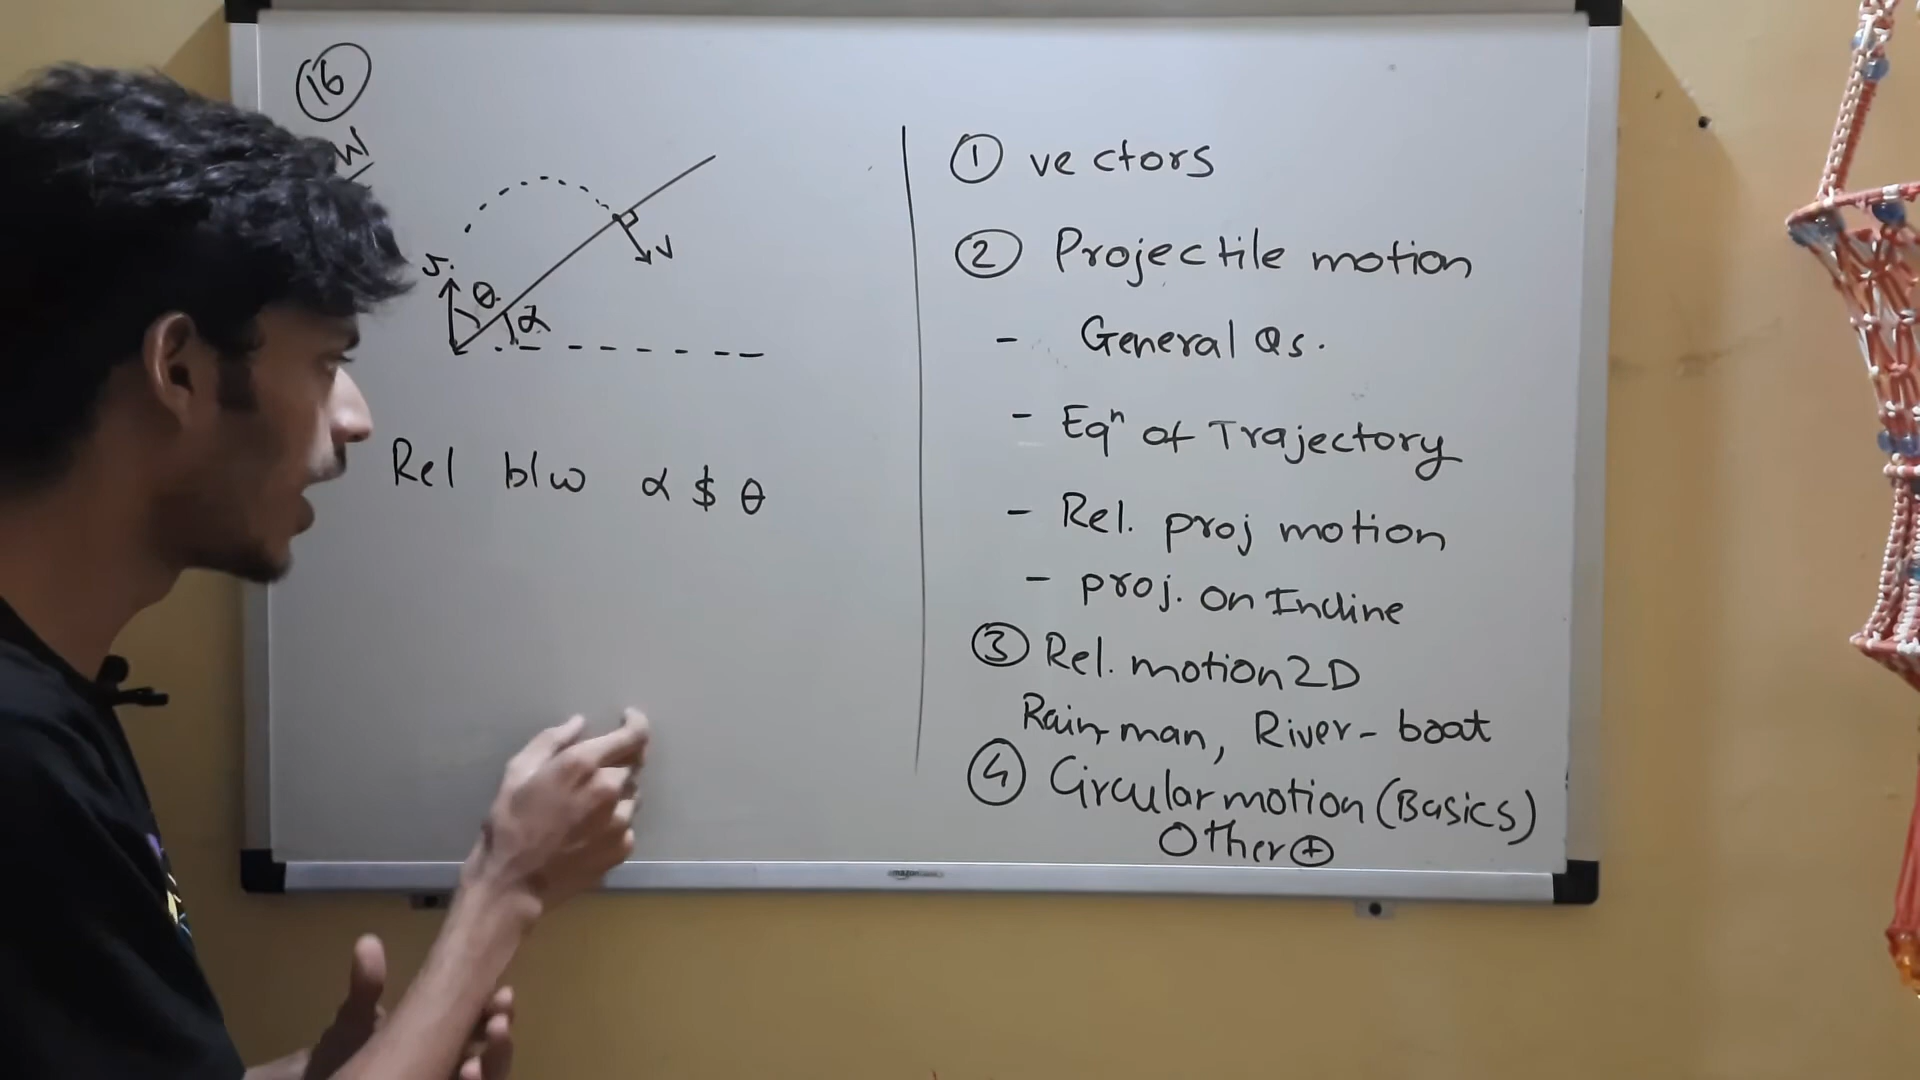 16
W
θ
α
v
Rel b/w α $ θ
① vectors
② Projectile motion
- General Qs.
- Eqⁿ of Trajectory
- Rel. proj motion
- proj. on Incline
③ Rel. motion 2D
Rain-man, River-boat
④ Circular motion (Basics)
Other ⊕